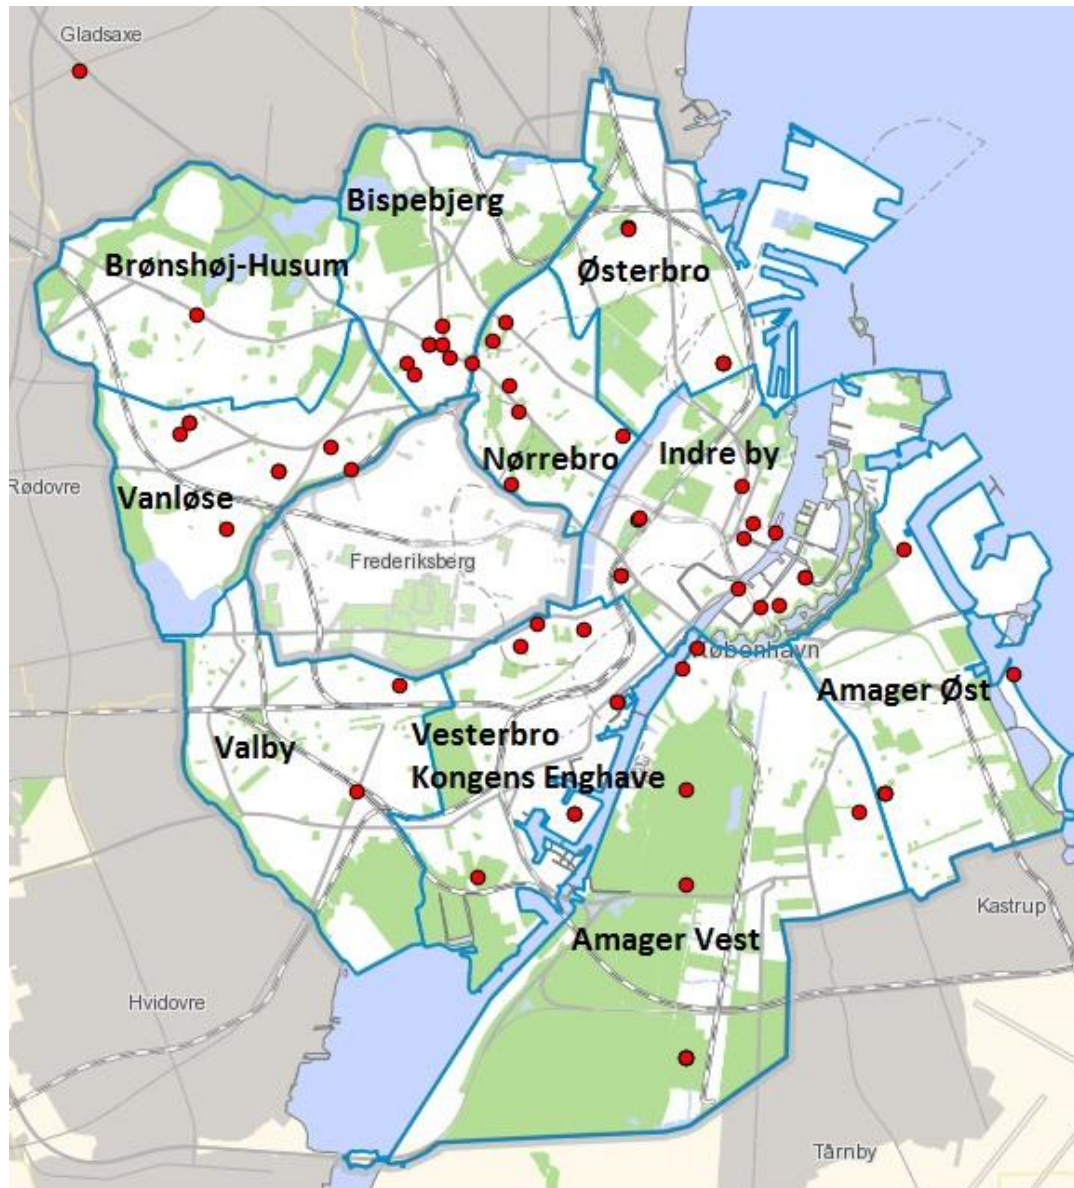 Gladsaxe
Bispebjerg
Brønshøj-Husum
Østerbro
Nørrebro
Indre by
Rødovre
Vanløse
Frederiksberg
København
Amager Øst
Valby
Vesterbro
Kongens Enghave
Kastrup
Amager Vest
Hvidovre
Tårnby